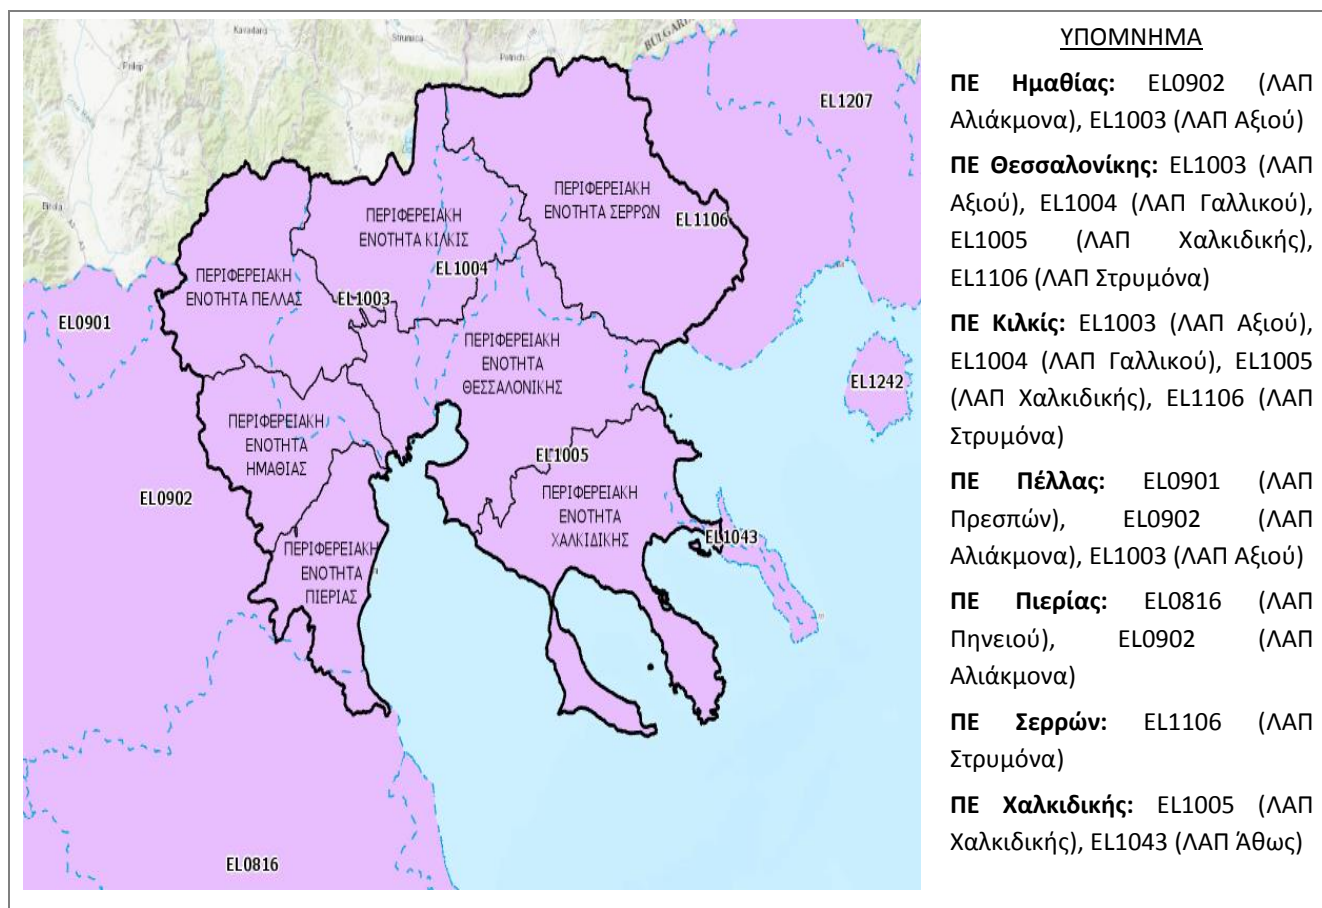 Kavadarq
Strumica
BULGARIA
Prilep
Petrich
EL1207
ΠΕΡΙΦΕΡΕΙΑΚΗ
ΕΝΟΤΗΤΑ ΣΕΡΡΩΝ
EL1106
ΠΕΡΙΦΕΡΕΙΑΚΗ
ΕΝΟΤΗΤΑ ΚΙΛΚΙΣ
EL1004
ΠΕΡΙΦΕΡΕΙΑΚΗ
ΕΝΟΤΗΤΑ ΠΕΛΛΑΣ
EL1003
EL0901
ΠΕΡΙΦΕΡΕΙΑΚΗ
ΕΝΟΤΗΤΑ
ΘΕΣΣΑΛΟΝΙΚΗΣ
EL1242
ΠΕΡΙΦΕΡΕΙΑΚΗ
ΕΝΟΤΗΤΑ
ΗΜΑΘΙΑΣ
EL1005
EL0902
ΠΕΡΙΦΕΡΕΙΑΚΗ
ΕΝΟΤΗΤΑ
ΧΑΛΚΙΔΙΚΗΣ
EL1043
ΠΕΡΙΦΕΡΕΙΑΚΗ
ΕΝΟΤΗΤΑ
ΠΙΕΡΙΑΣ
EL0816
ΥΠΟΜΝΗΜΑ
ΠΕ Ημαθίας: EL0902 (ΛΑΠ
Αλιάκμονα), EL1003 (ΛΑΠ Αξιού)
ΠΕ Θεσσαλονίκης: EL1003 (ΛΑΠ
Αξιού), EL1004 (ΛΑΠ Γαλλικού),
EL1005 (ΛΑΠ Χαλκιδικής),
EL1106 (ΛΑΠ Στρυμόνα)
ΠΕ Κιλκίς: EL1003 (ΛΑΠ Αξιού),
EL1004 (ΛΑΠ Γαλλικού), EL1005
(ΛΑΠ Χαλκιδικής), EL1106 (ΛΑΠ
Στρυμόνα)
ΠΕ Πέλλας: EL0901 (ΛΑΠ
Πρεσπών), EL0902 (ΛΑΠ
Αλιάκμονα), EL1003 (ΛΑΠ Αξιού)
ΠΕ Πιερίας: EL0816 (ΛΑΠ
Πηνειού), EL0902 (ΛΑΠ
Αλιάκμονα)
ΠΕ Σερρών: EL1106 (ΛΑΠ
Στρυμόνα)
ΠΕ Χαλκιδικής: EL1005 (ΛΑΠ
Χαλκιδικής), EL1043 (ΛΑΠ Άθως)